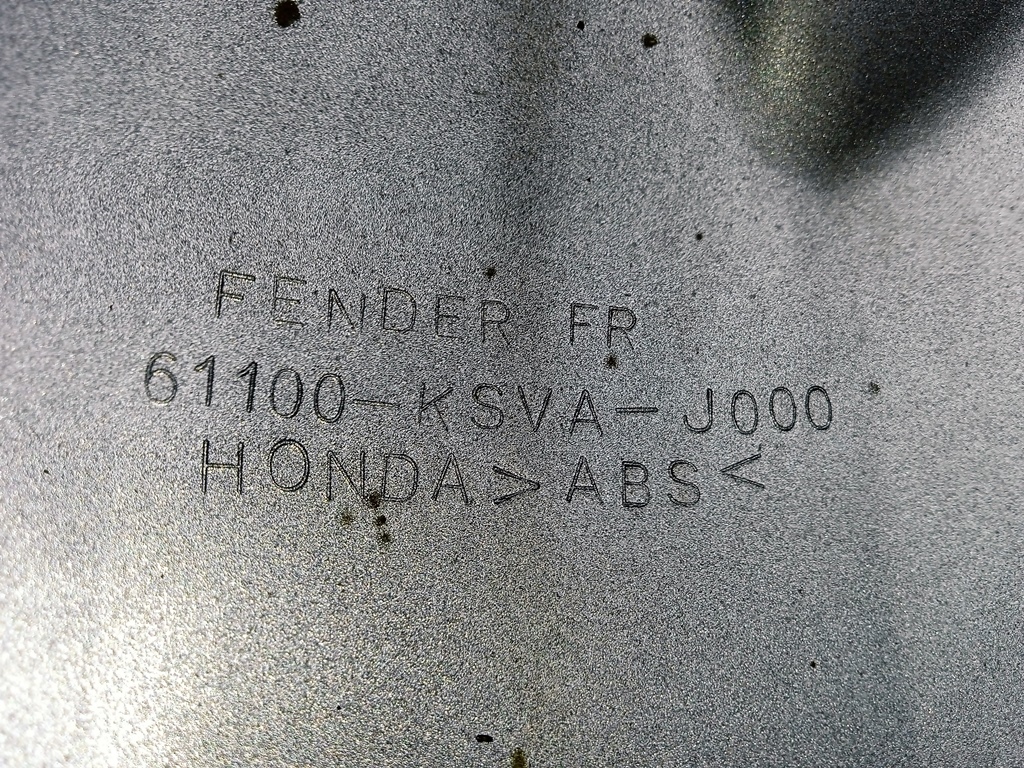 FENDER FR
61100-KSVA-J000
HONDA >ABS<